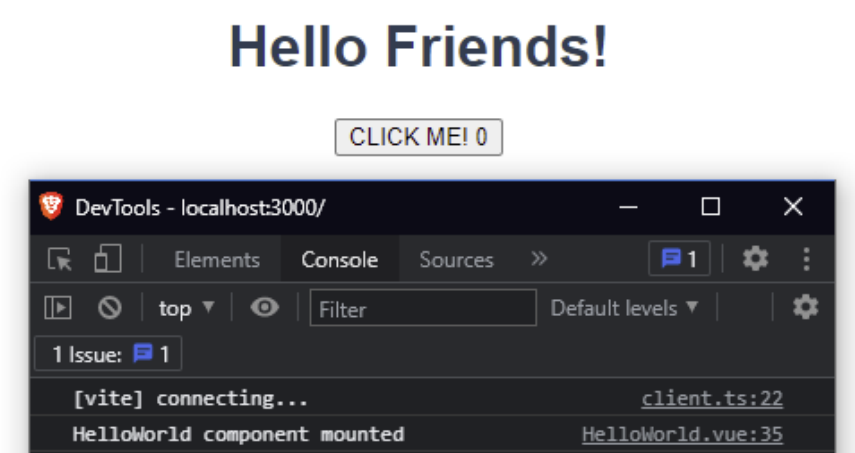 Hello Friends!
CLICK ME! 0
DevTools - localhost:3000/
Elements Console Sources » 1
top Filter Default levels
1 Issue: 1
[vite] connecting... client.ts:22
HelloWorld component mounted HelloWorld.vue:35